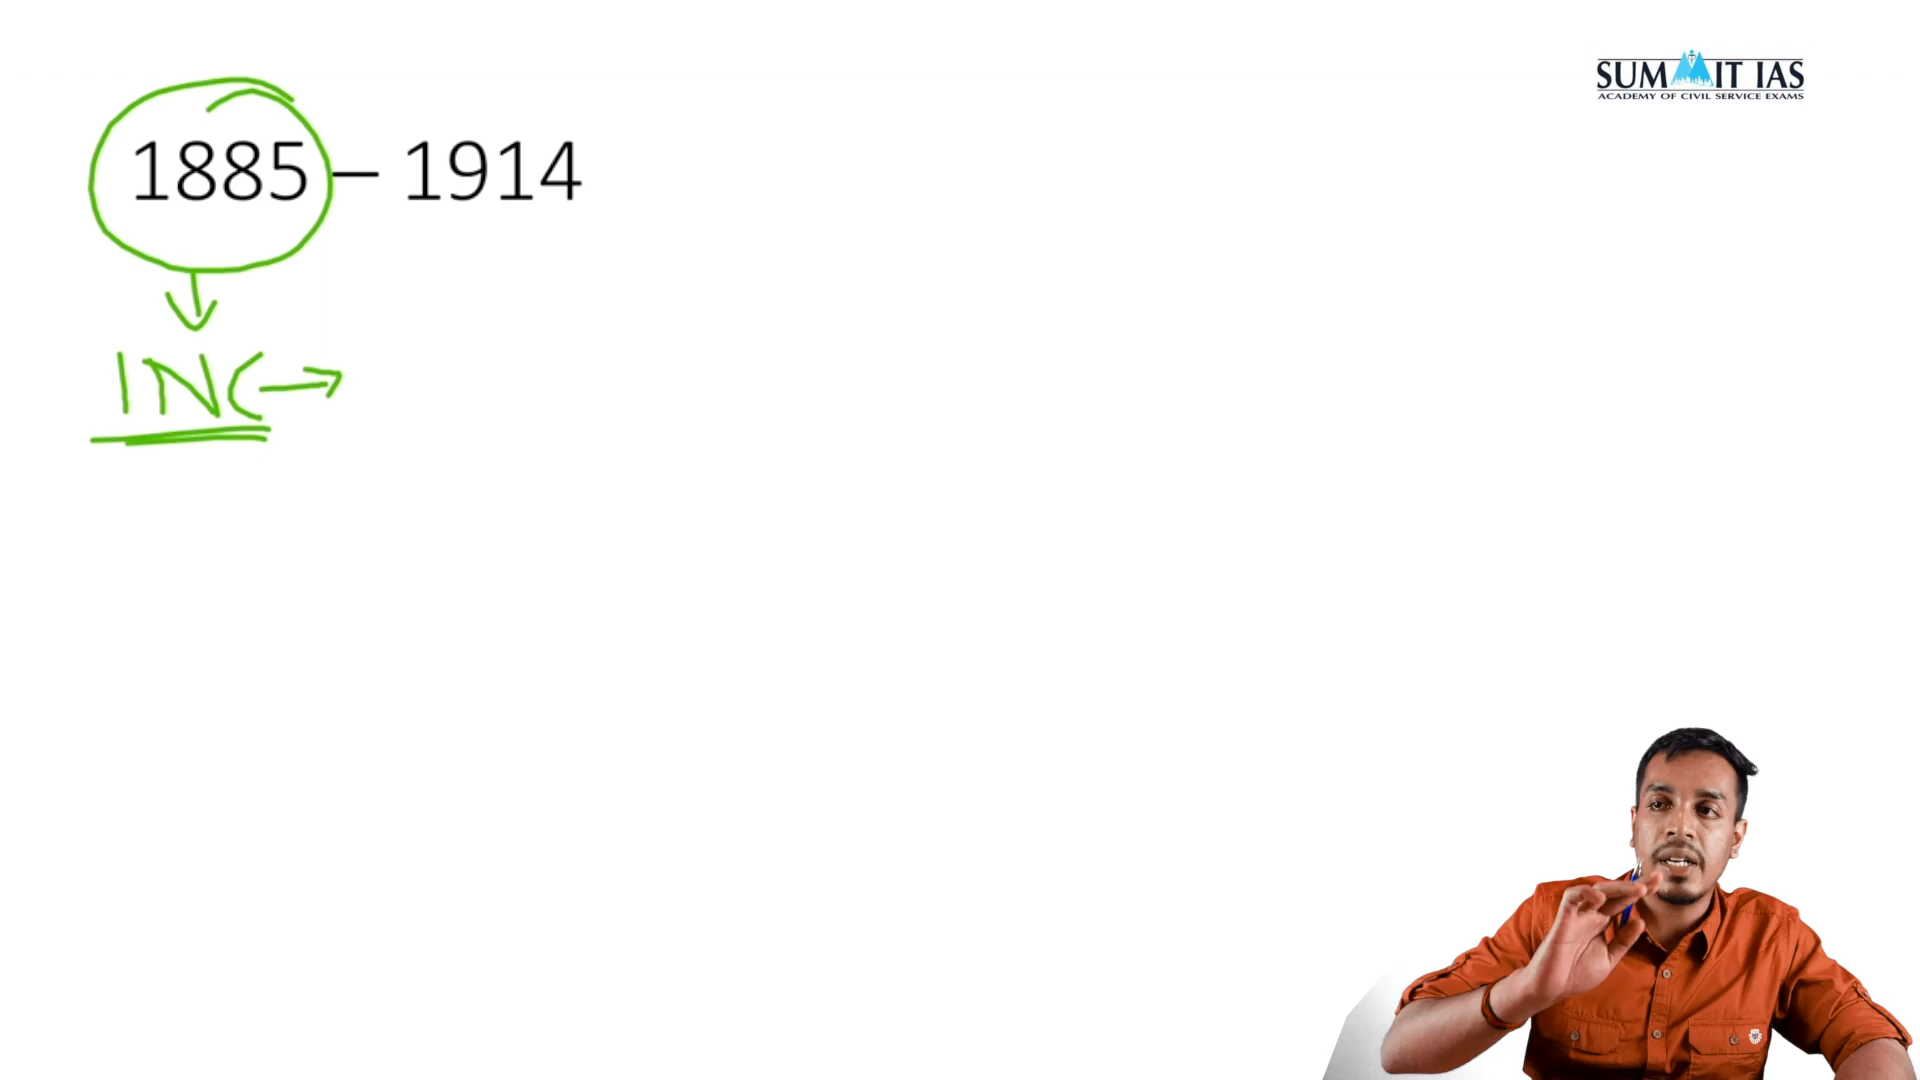 SUMMIT IAS
ACADEMY OF CIVIL SERVICE EXAMS
1885 – 1914
INC →